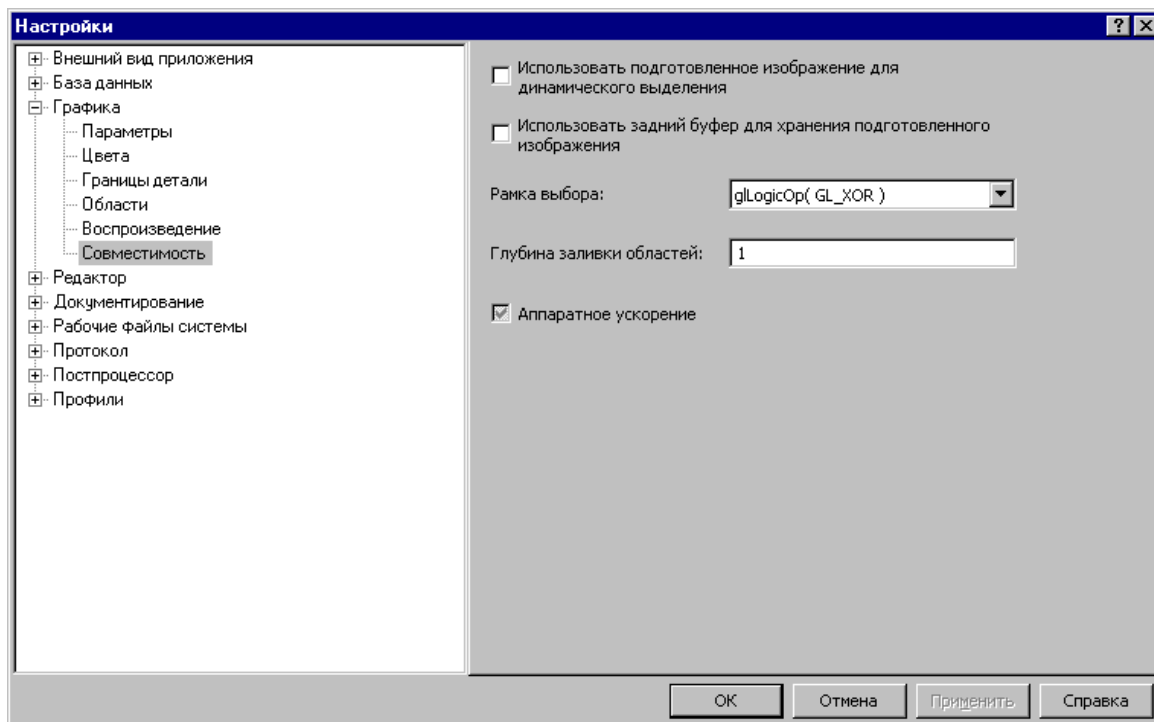 Настройки
Внешний вид приложения
База данных
Графика
Параметры
Цвета
Границы детали
Области
Воспроизведение
Совместимость
Редактор
Документирование
Рабочие файлы системы
Протокол
Постпроцессор
Профили
Использовать подготовленное изображение для
динамического выделения
Использовать задний буфер для хранения подготовленного
изображения
Рамка выбора: glLogicOp( GL_XOR )
Глубина заливки областей: 1
Аппаратное ускорение
ОК Отмена Применить Справка